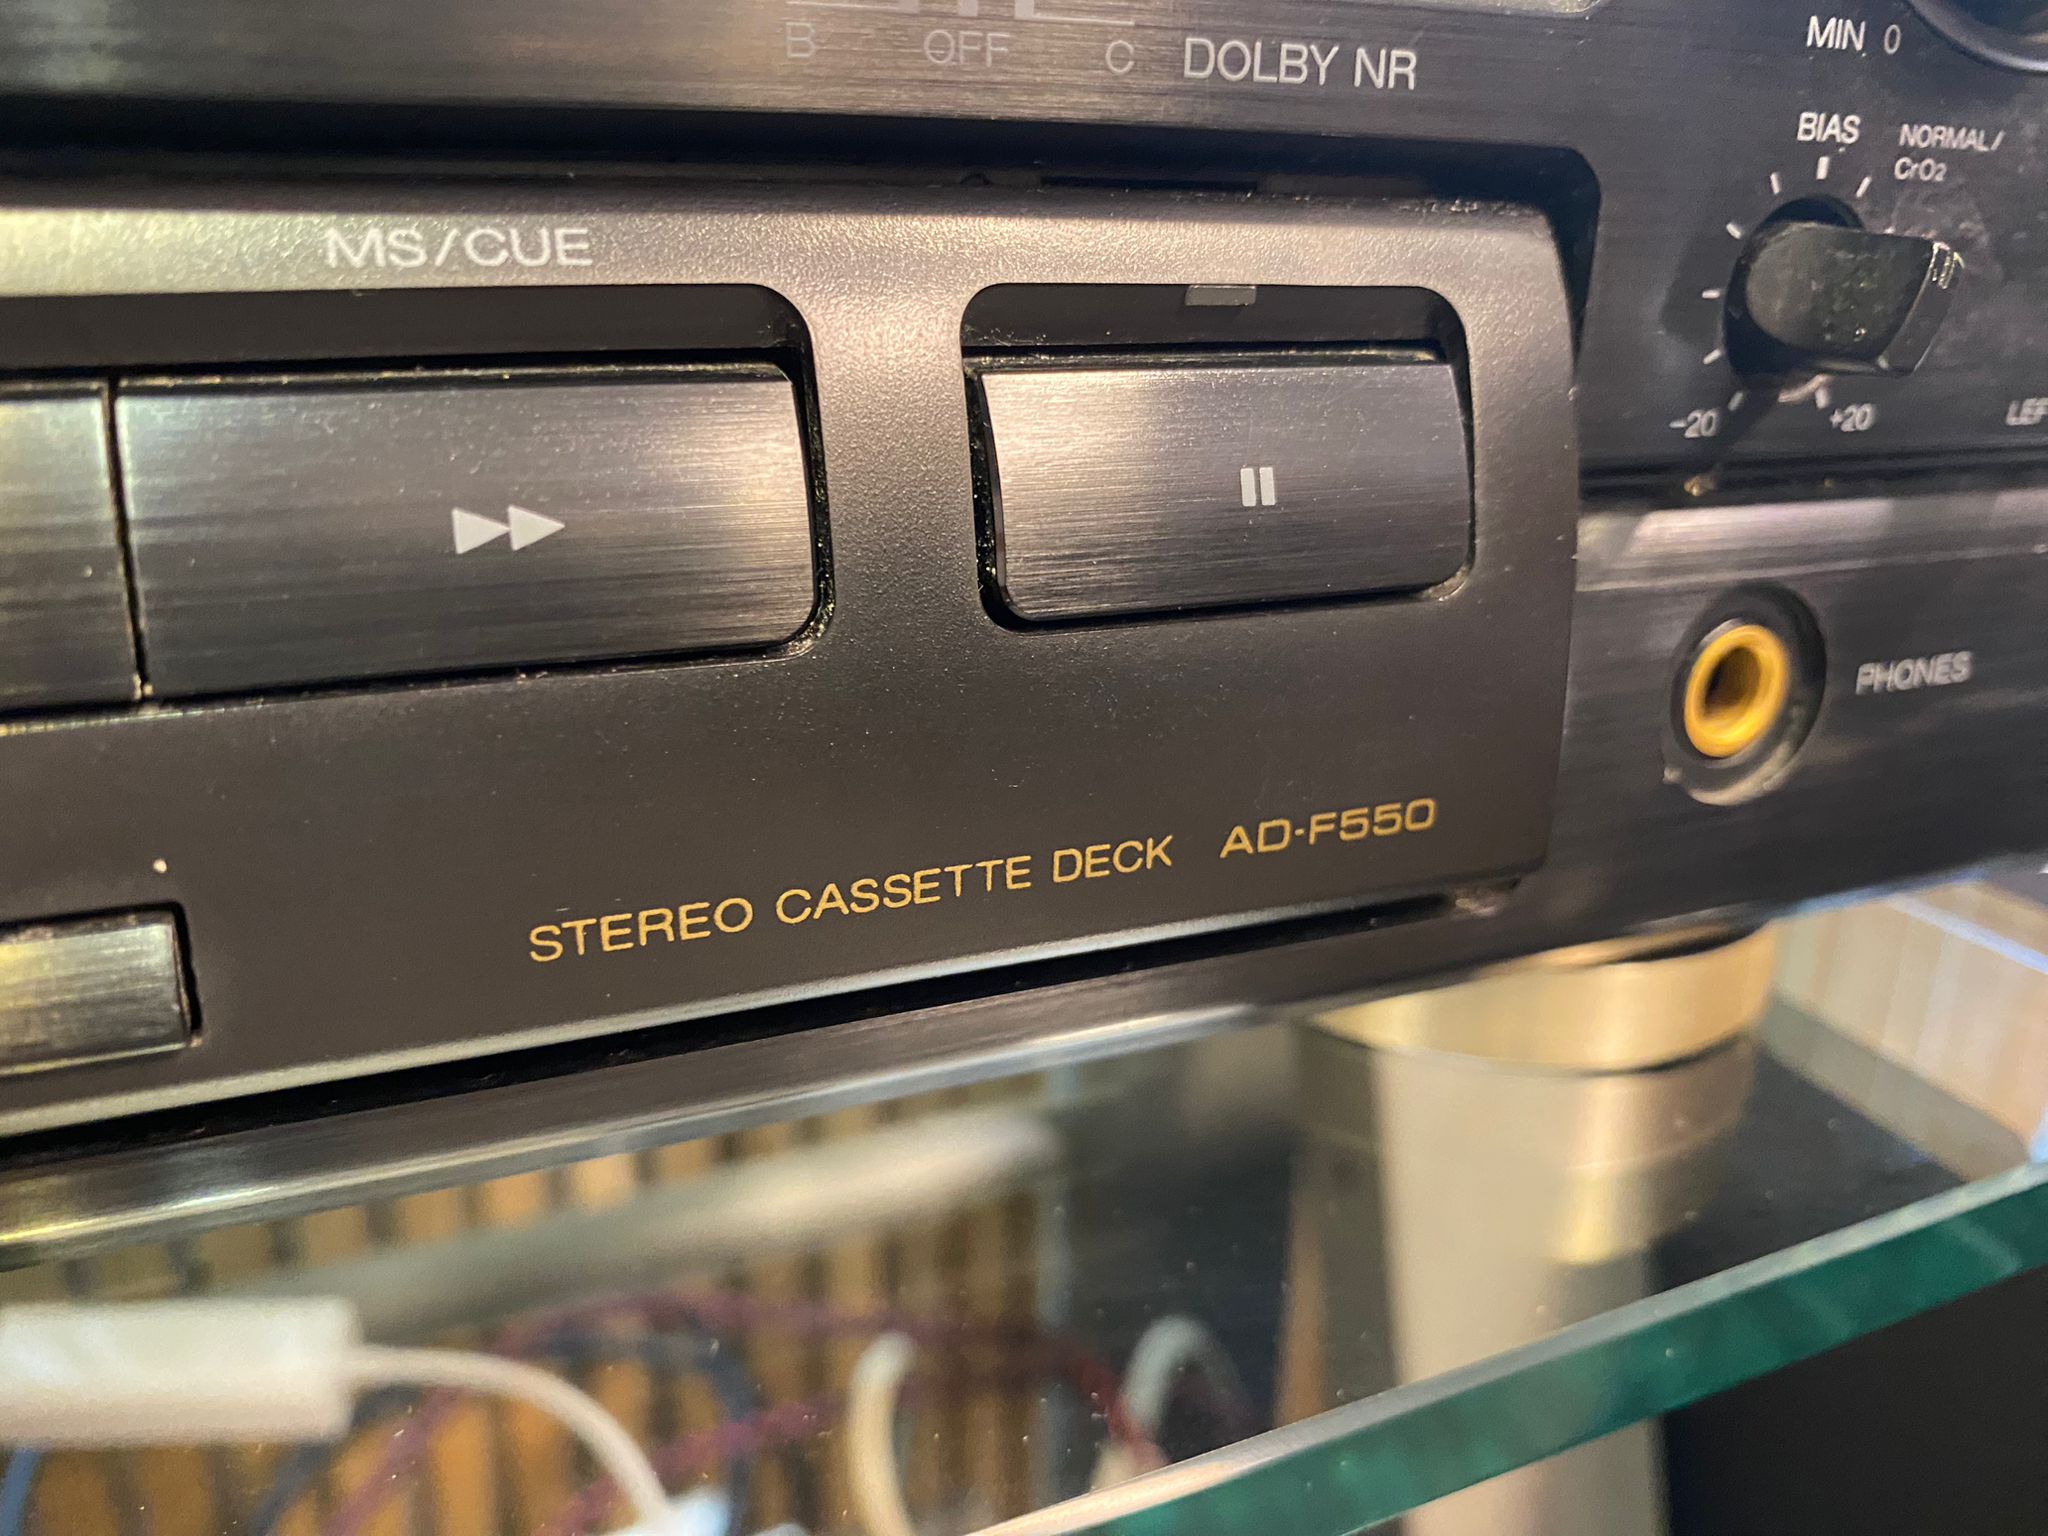 B OFF C DOLBY NR
MIN 0
BIAS
NORMAL/
CrO2
-20 +20
MS/CUE
PHONES
STEREO CASSETTE DECK AD-F550